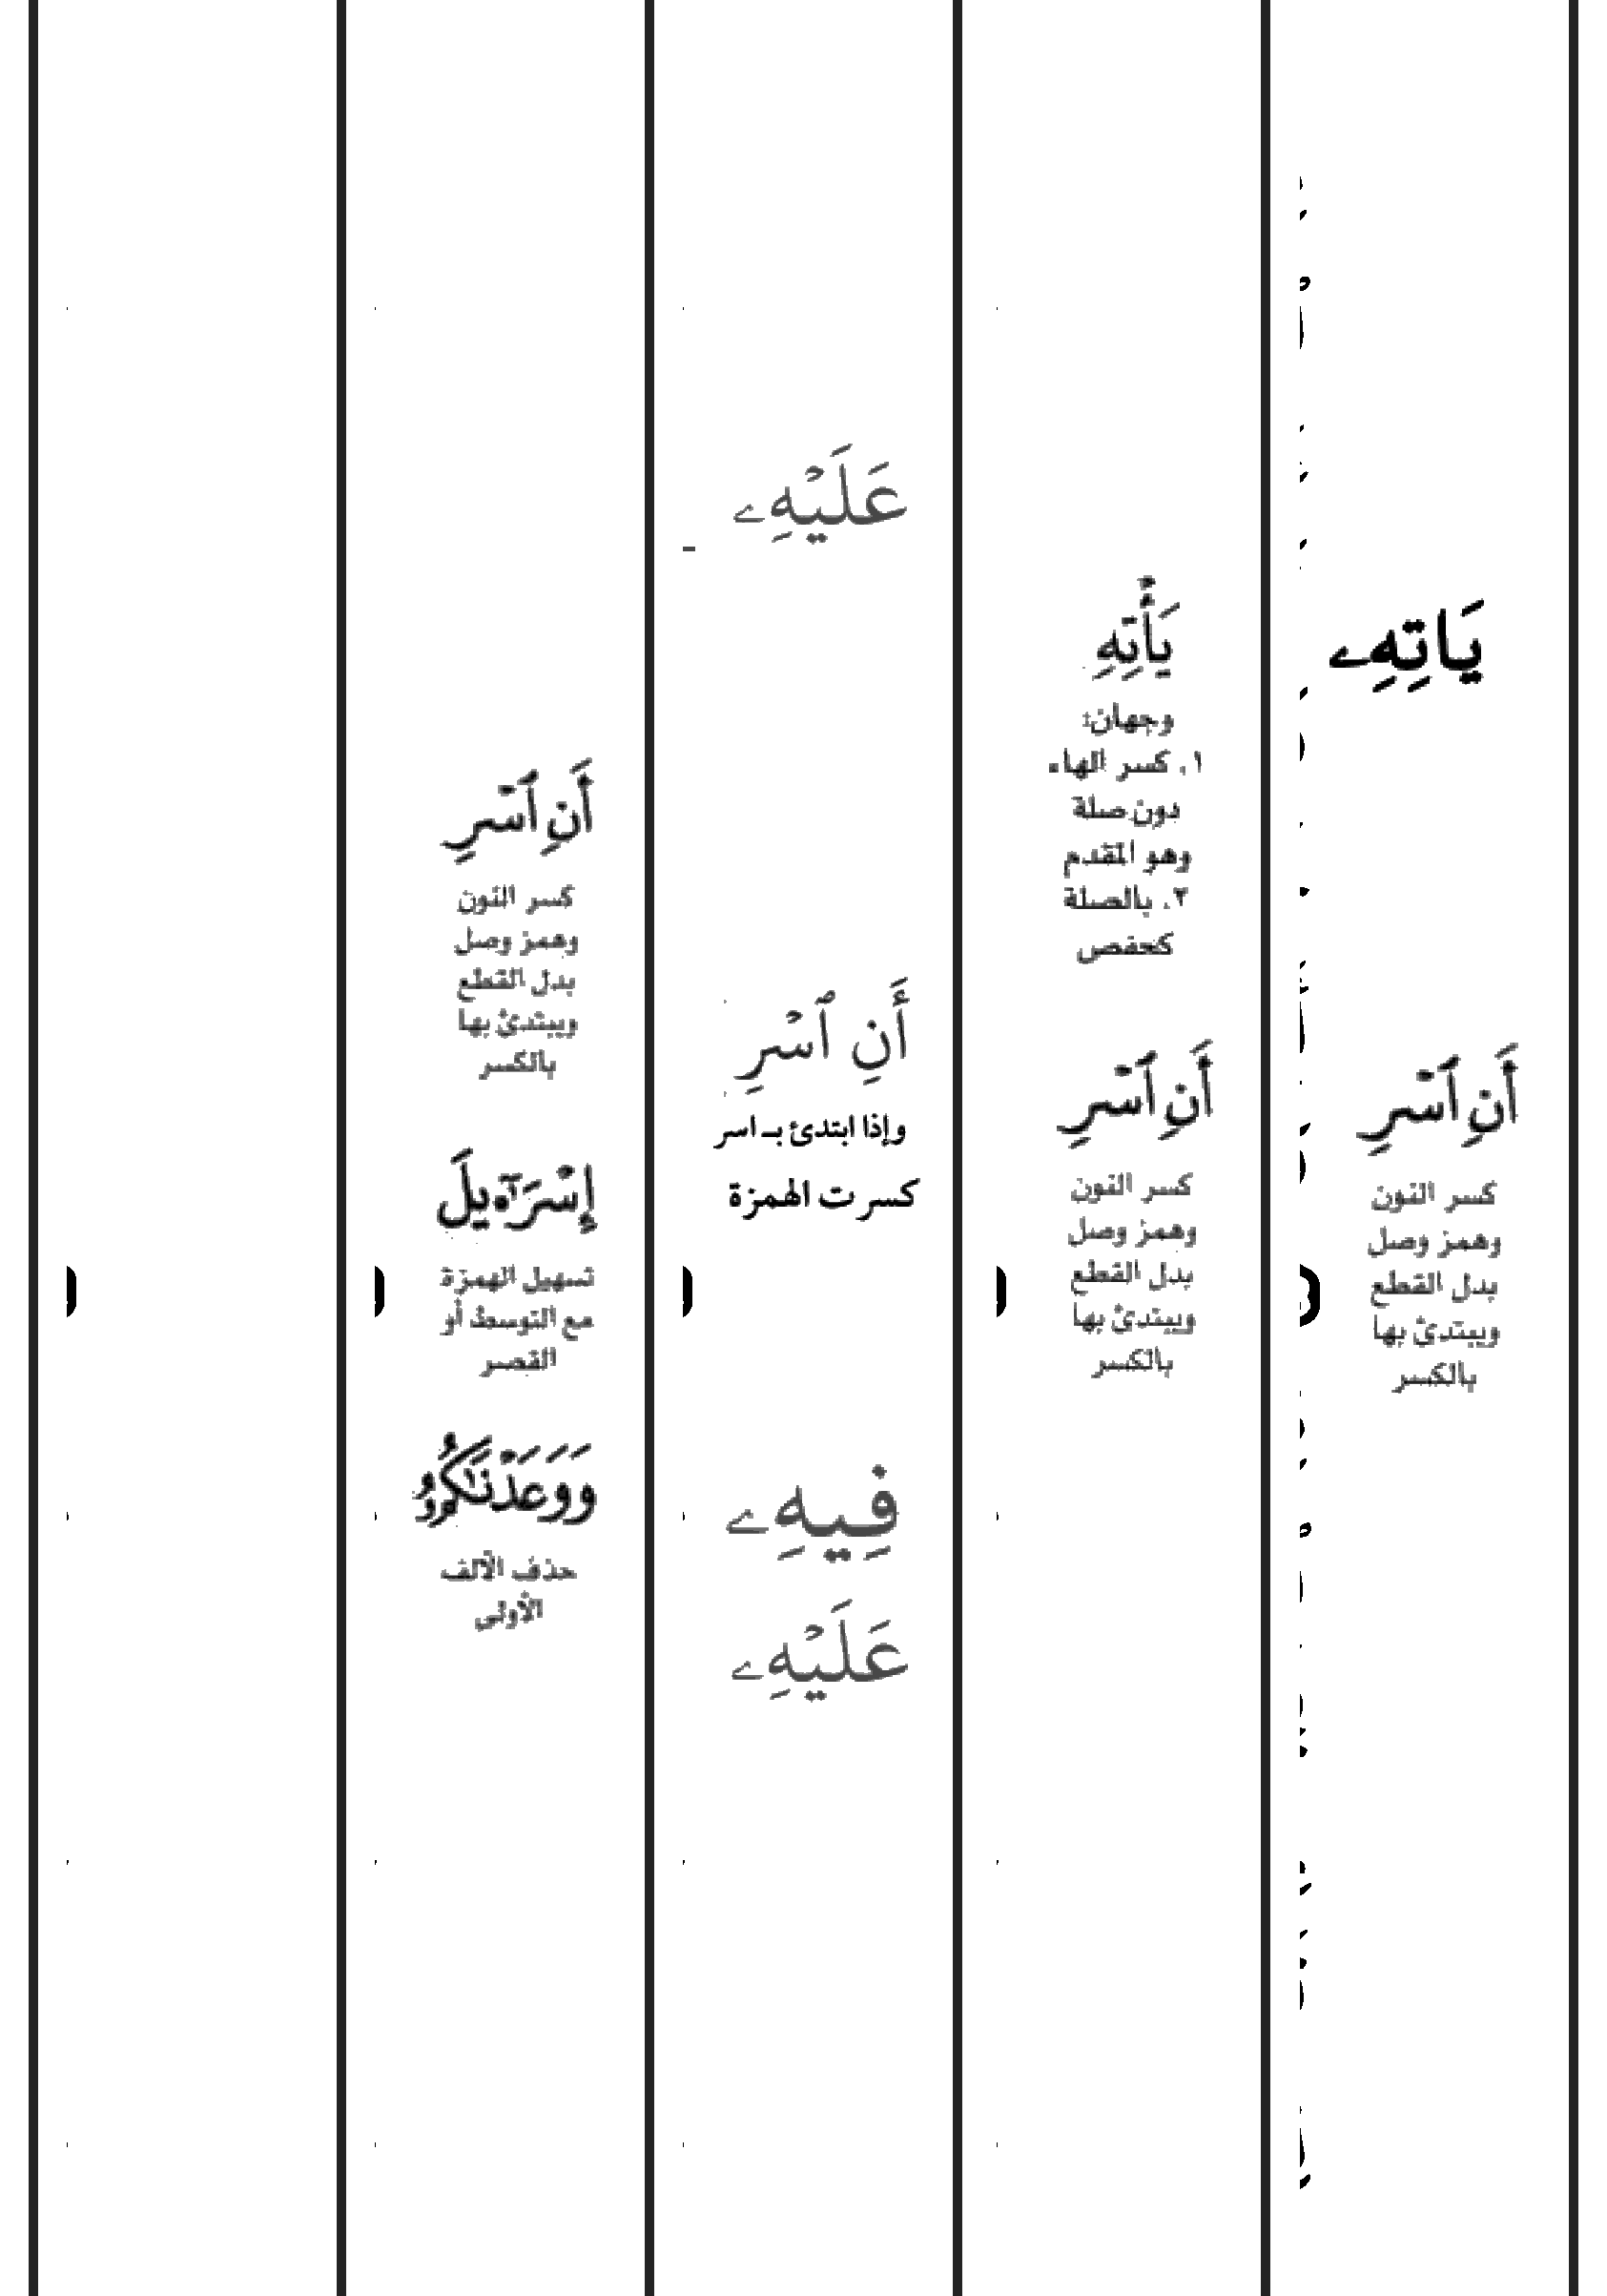 يَاتِهِۦ
أَنِ ٱسْرِ
كسر النون
وهمز وصل
بدل القطع
ويبتدئ بها
بالكسر
يَأْتِهِ
وجهان:
١. كسر الهاء
دون صلة
وهو المقدم
٢. بالصلة
كحفص
أَنِ ٱسْرِ
كسر النون
وهمز وصل
بدل القطع
ويبتدئ بها
بالكسر
عَلَيْهِۦ
أَنِ ٱسْرِ
وإذا ابتدئ بـ اسر
كسرت الهمزة
فِيهِۦ
عَلَيْهِۦ
أَنِ ٱسْرِ
كسر النون
وهمز وصل
بدل القطع
ويبتدئ بها
بالكسر
إِسْرَآ•يلَ
تسهيل الهمزة
مع التوسط أو
القصر
وَوَعَدْنَٰكُمُۥ
حذف الألف
الأولى